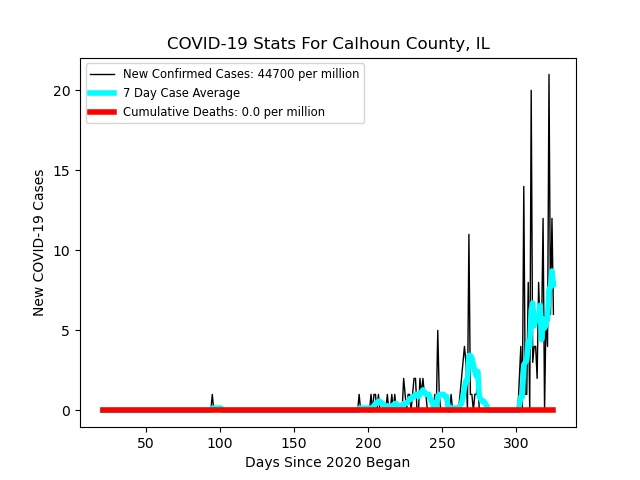 COVID-19 Stats For Calhoun County, IL
New Confirmed Cases: 44700 per million
7 Day Case Average
Cumulative Deaths: 0.0 per million
New COVID-19 Cases
20
15
10
5
0
50 100 150 200 250 300
Days Since 2020 Began